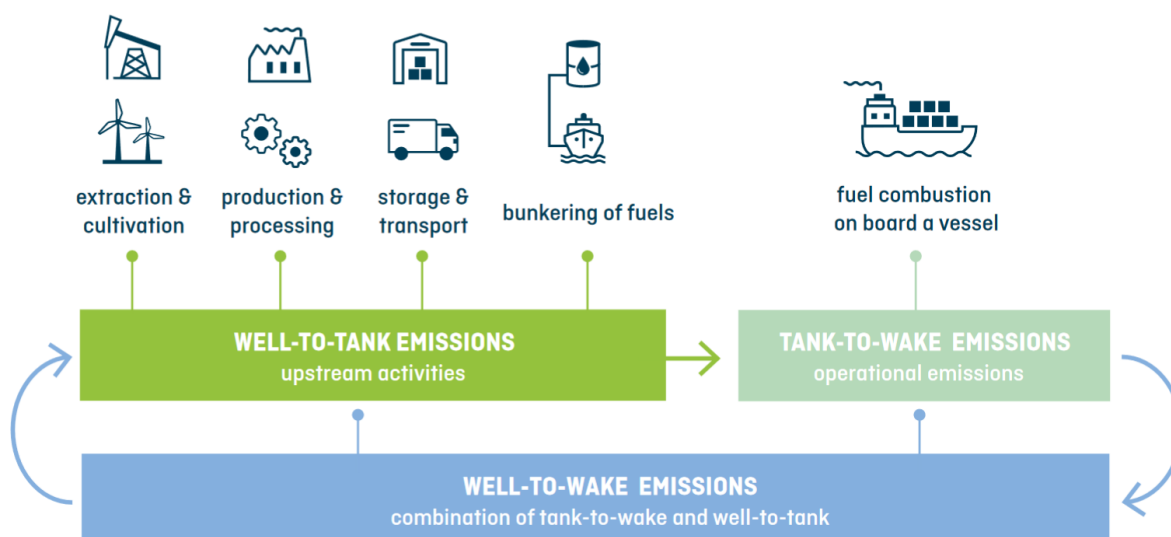 extraction &
cultivation
production &
processing
storage &
transport
bunkering of fuels
fuel combustion
on board a vessel
WELL-TO-TANK EMISSIONS
upstream activities
TANK-TO-WAKE EMISSIONS
operational emissions
WELL-TO-WAKE EMISSIONS
combination of tank-to-wake and well-to-tank